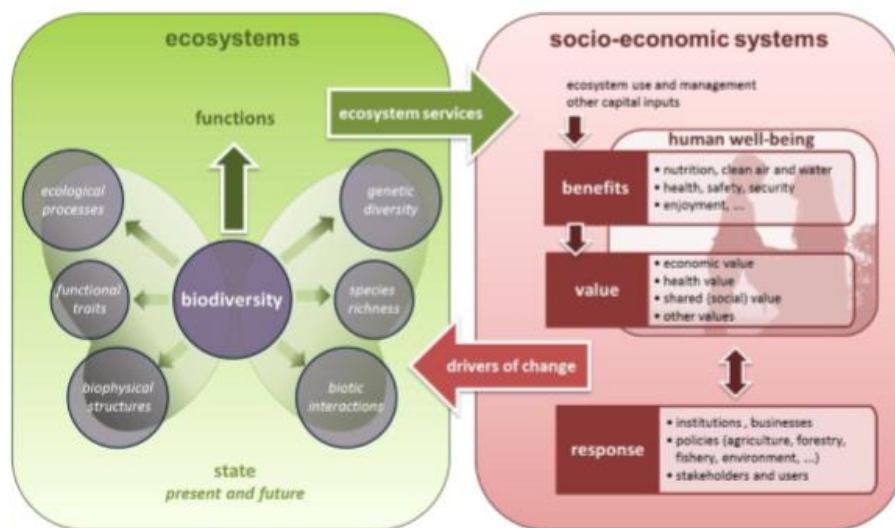 ecosystems
functions
ecological
processes
genetic
diversity
functional
traits
biodiversity
species
richness
biophysical
structures
biotic
interactions
state
present and future
ecosystem services
drivers of change
socio-economic systems
ecosystem use and management
other capital inputs
human well-being
benefits
• nutrition, clean air and water
• health, safety, security
• enjoyment, ...
value
• economic value
• health value
• shared (social) value
• other values
response
• institutions , businesses
• policies (agriculture, forestry,
fishery, environment, ...)
• stakeholders and users